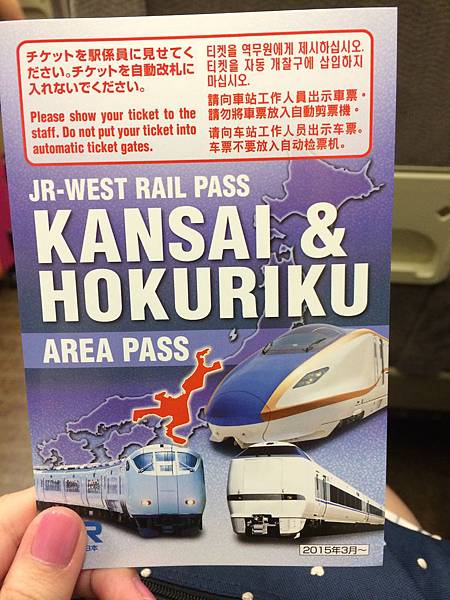 チケットを駅係員に見せてく
ださい。チケットを自動改札に
入れないでください。
Please show your ticket to the
staff. Do not put your ticket into
automatic ticket gates.
티켓을 역무원에게 제시하십시오.
티켓을 자동 개찰구에 삽입하지
마십시오.
請向車站工作人員出示車票。
請勿將車票放入自動剪票機。
请向车站工作人员出示车票。
车票不要放入自动检票机。
JR-WEST RAIL PASS
KANSAI &
HOKURIKU
AREA PASS
日本
2015年3月~